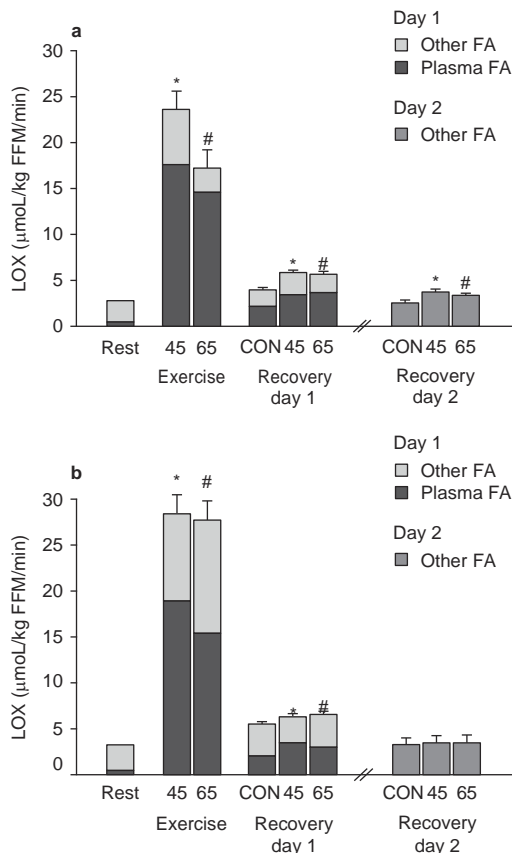 a
Day 1
Other FA
Plasma FA
Day 2
Other FA
LOX (μmoL/kg FFM/min)
30
25
20
15
10
5
0
*
#
*
#
*
#
Rest
45 65
CON 45 65
CON 45 65
Exercise
Recovery
day 1
Recovery
day 2
b
Day 1
Other FA
Plasma FA
Day 2
Other FA
LOX (μmoL/kg FFM/min)
30
25
20
15
10
5
0
*
#
*
#
Rest
45 65
CON 45 65
CON 45 65
Exercise
Recovery
day 1
Recovery
day 2